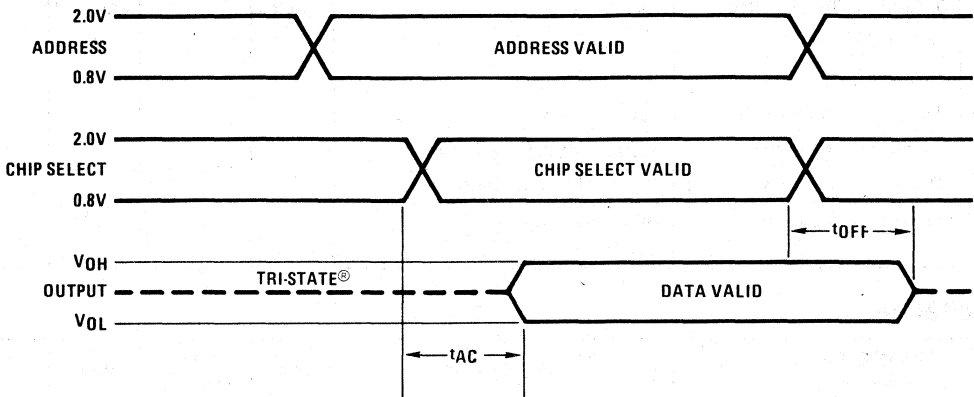 2.0V
ADDRESS
ADDRESS VALID
0.8V
2.0V
CHIP SELECT
CHIP SELECT VALID
0.8V
tOFF
VOH
TRI-STATE®
OUTPUT
DATA VALID
VOL
tAC